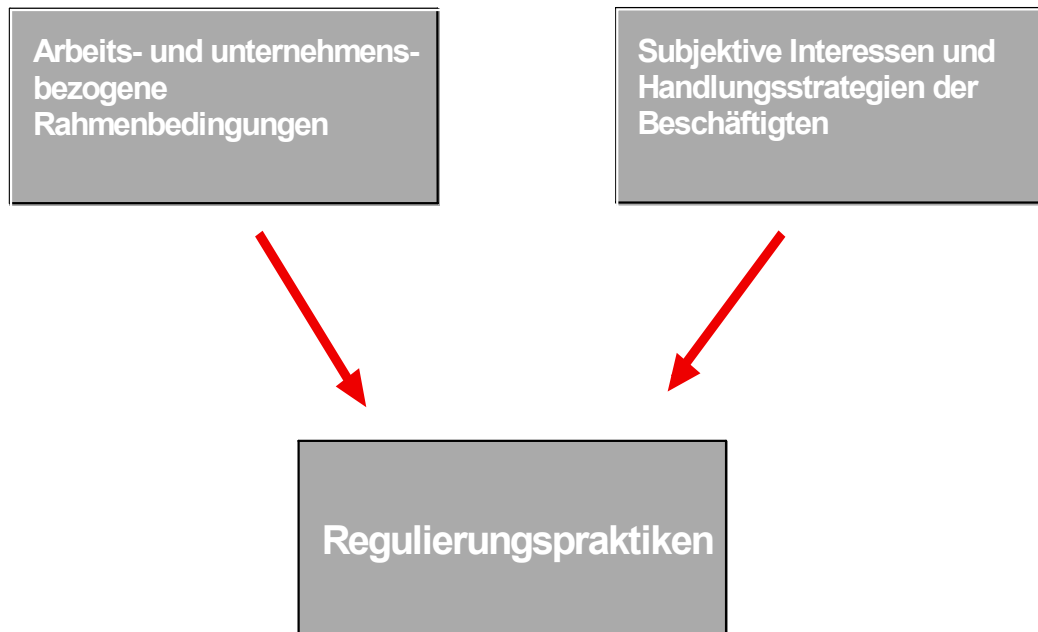 Arbeits- und unternehmens-
bezogene
Rahmenbedingungen
Subjektive Interessen und
Handlungsstrategien der
Beschäftigten
Regulierungspraktiken